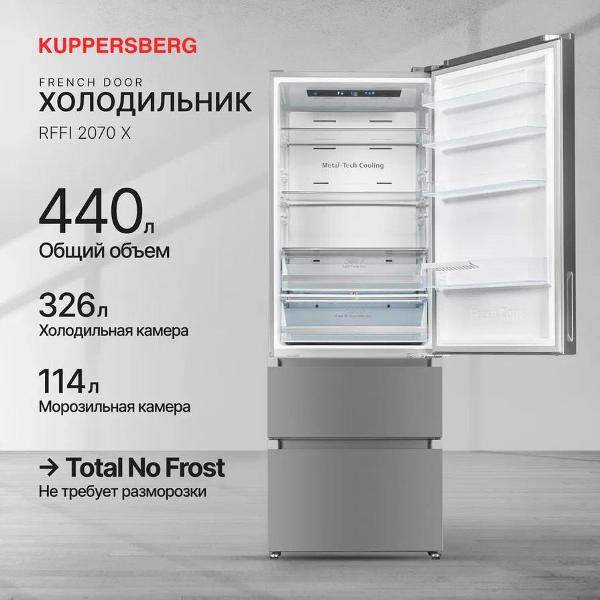 KUPPERSBERG
FRENCH DOOR
ХОЛОДИЛЬНИК
RFFI 2070 X
440л
Общий объем
326л
Холодильная камера
114л
Морозильная камера
→ Total No Frost
Не требует разморозки
Metal-Tech Cooling